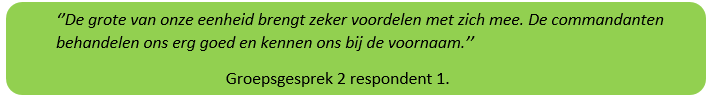 ‘’De grote van onze eenheid brengt zeker voordelen met zich mee. De commandanten
behandelen ons erg goed en kennen ons bij de voornaam.’’
Groepsgesprek 2 respondent 1.